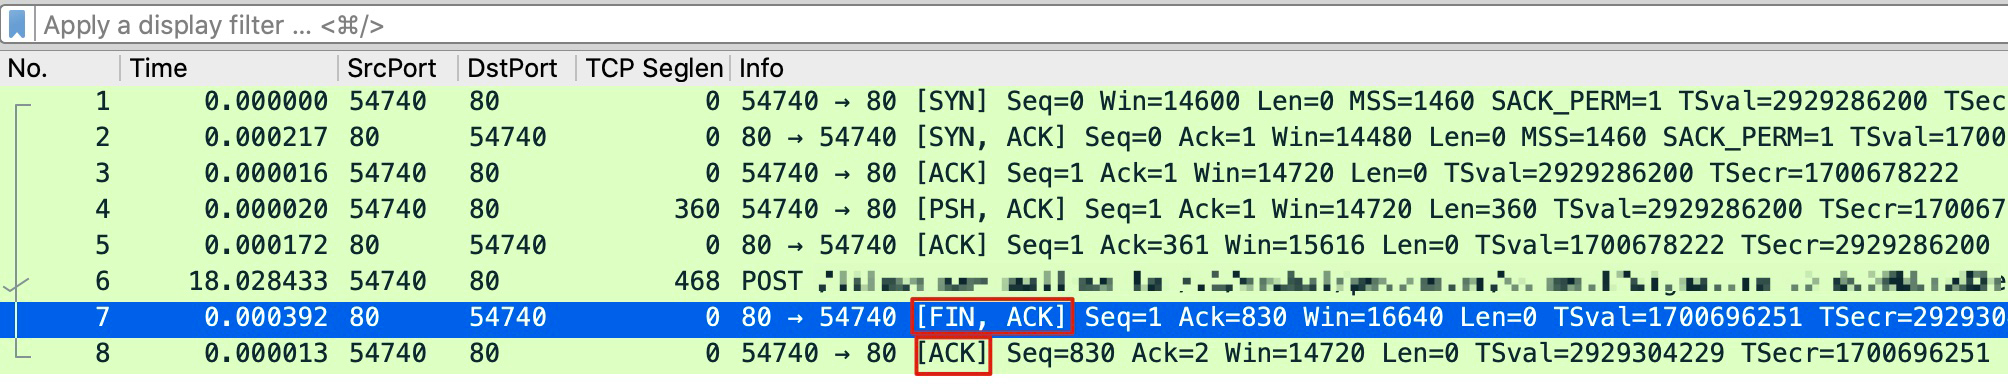 Apply a display filter ... <⌘/>
No. Time SrcPort DstPort TCP Seglen Info
1 0.000000 54740 80 0 54740 → 80 [SYN] Seq=0 Win=14600 Len=0 MSS=1460 SACK_PERM=1 TSval=2929286200 TSec
2 0.000217 80 54740 0 80 → 54740 [SYN, ACK] Seq=0 Ack=1 Win=14480 Len=0 MSS=1460 SACK_PERM=1 TSval=1700
3 0.000016 54740 80 0 54740 → 80 [ACK] Seq=1 Ack=1 Win=14720 Len=0 TSval=2929286200 TSecr=1700678222
4 0.000020 54740 80 360 54740 → 80 [PSH, ACK] Seq=1 Ack=1 Win=14720 Len=360 TSval=2929286200 TSecr=170067
5 0.000172 80 54740 0 80 → 54740 [ACK] Seq=1 Ack=361 Win=15616 Len=0 TSval=1700678222 TSecr=2929286200
6 18.028433 54740 80 468 POST
7 0.000392 80 54740 0 80 → 54740 [FIN, ACK] Seq=1 Ack=830 Win=16640 Len=0 TSval=1700696251 TSecr=292930
8 0.000013 54740 80 0 54740 → 80 [ACK] Seq=830 Ack=2 Win=14720 Len=0 TSval=2929304229 TSecr=1700696251